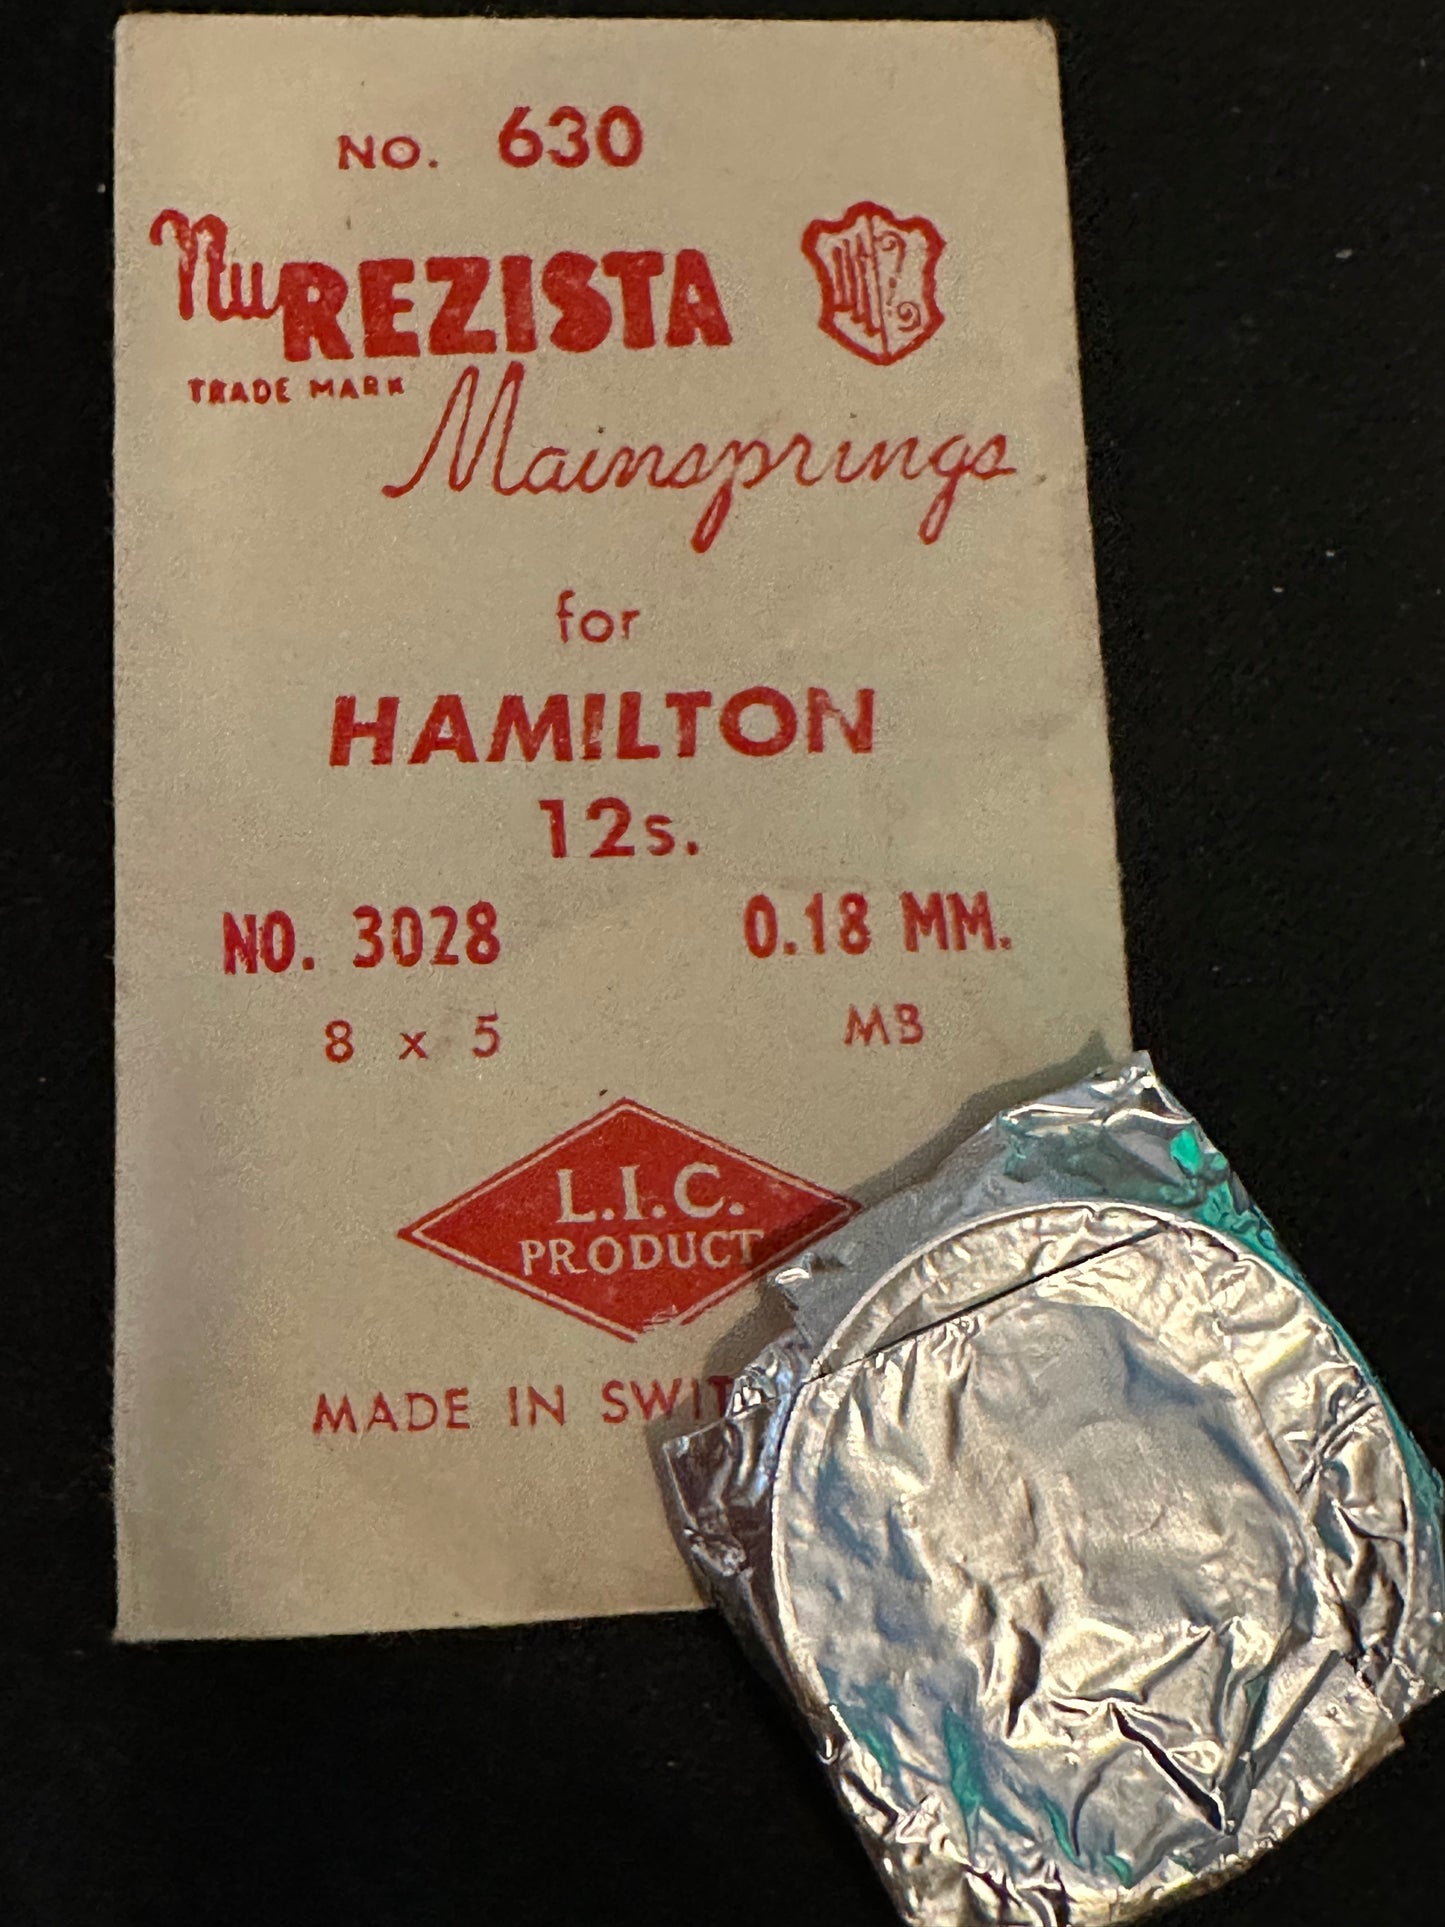 NO. 630
NuREZISTA
TRADE MARK
Mainsprings
for
HAMILTON
12s.
NO. 3028 0.18 MM.
8 x 5 MB
L.I.C.
PRODUCT
MADE IN SWIT